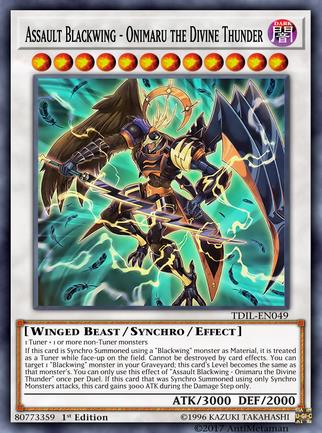 ASSAULT BLACKWING - ONIMARU THE DIVINE THUNDER
DARK
闇
TDIL-EN049
[WINGED BEAST / SYNCHRO / EFFECT]
1 Tuner + 1 or more non-Tuner monsters
If this card is Synchro Summoned using a "Blackwing" monster as Material, it is treated
as a Tuner while face-up on the field. Cannot be destroyed by card effects. You can
target 1 "Blackwing" monster in your Graveyard; this card's Level becomes the same as
that monster's. You can only use this effect of "Assault Blackwing - Onimaru the Divine
Thunder" once per Duel. If this card that was Synchro Summoned using only Synchro
Monsters attacks, this card gains 3000 ATK during the Damage Step only.
ATK/3000 DEF/2000
80773359 1st Edition ©1996 KAZUKI TAKAHASHI
©2017 AntiMetaman